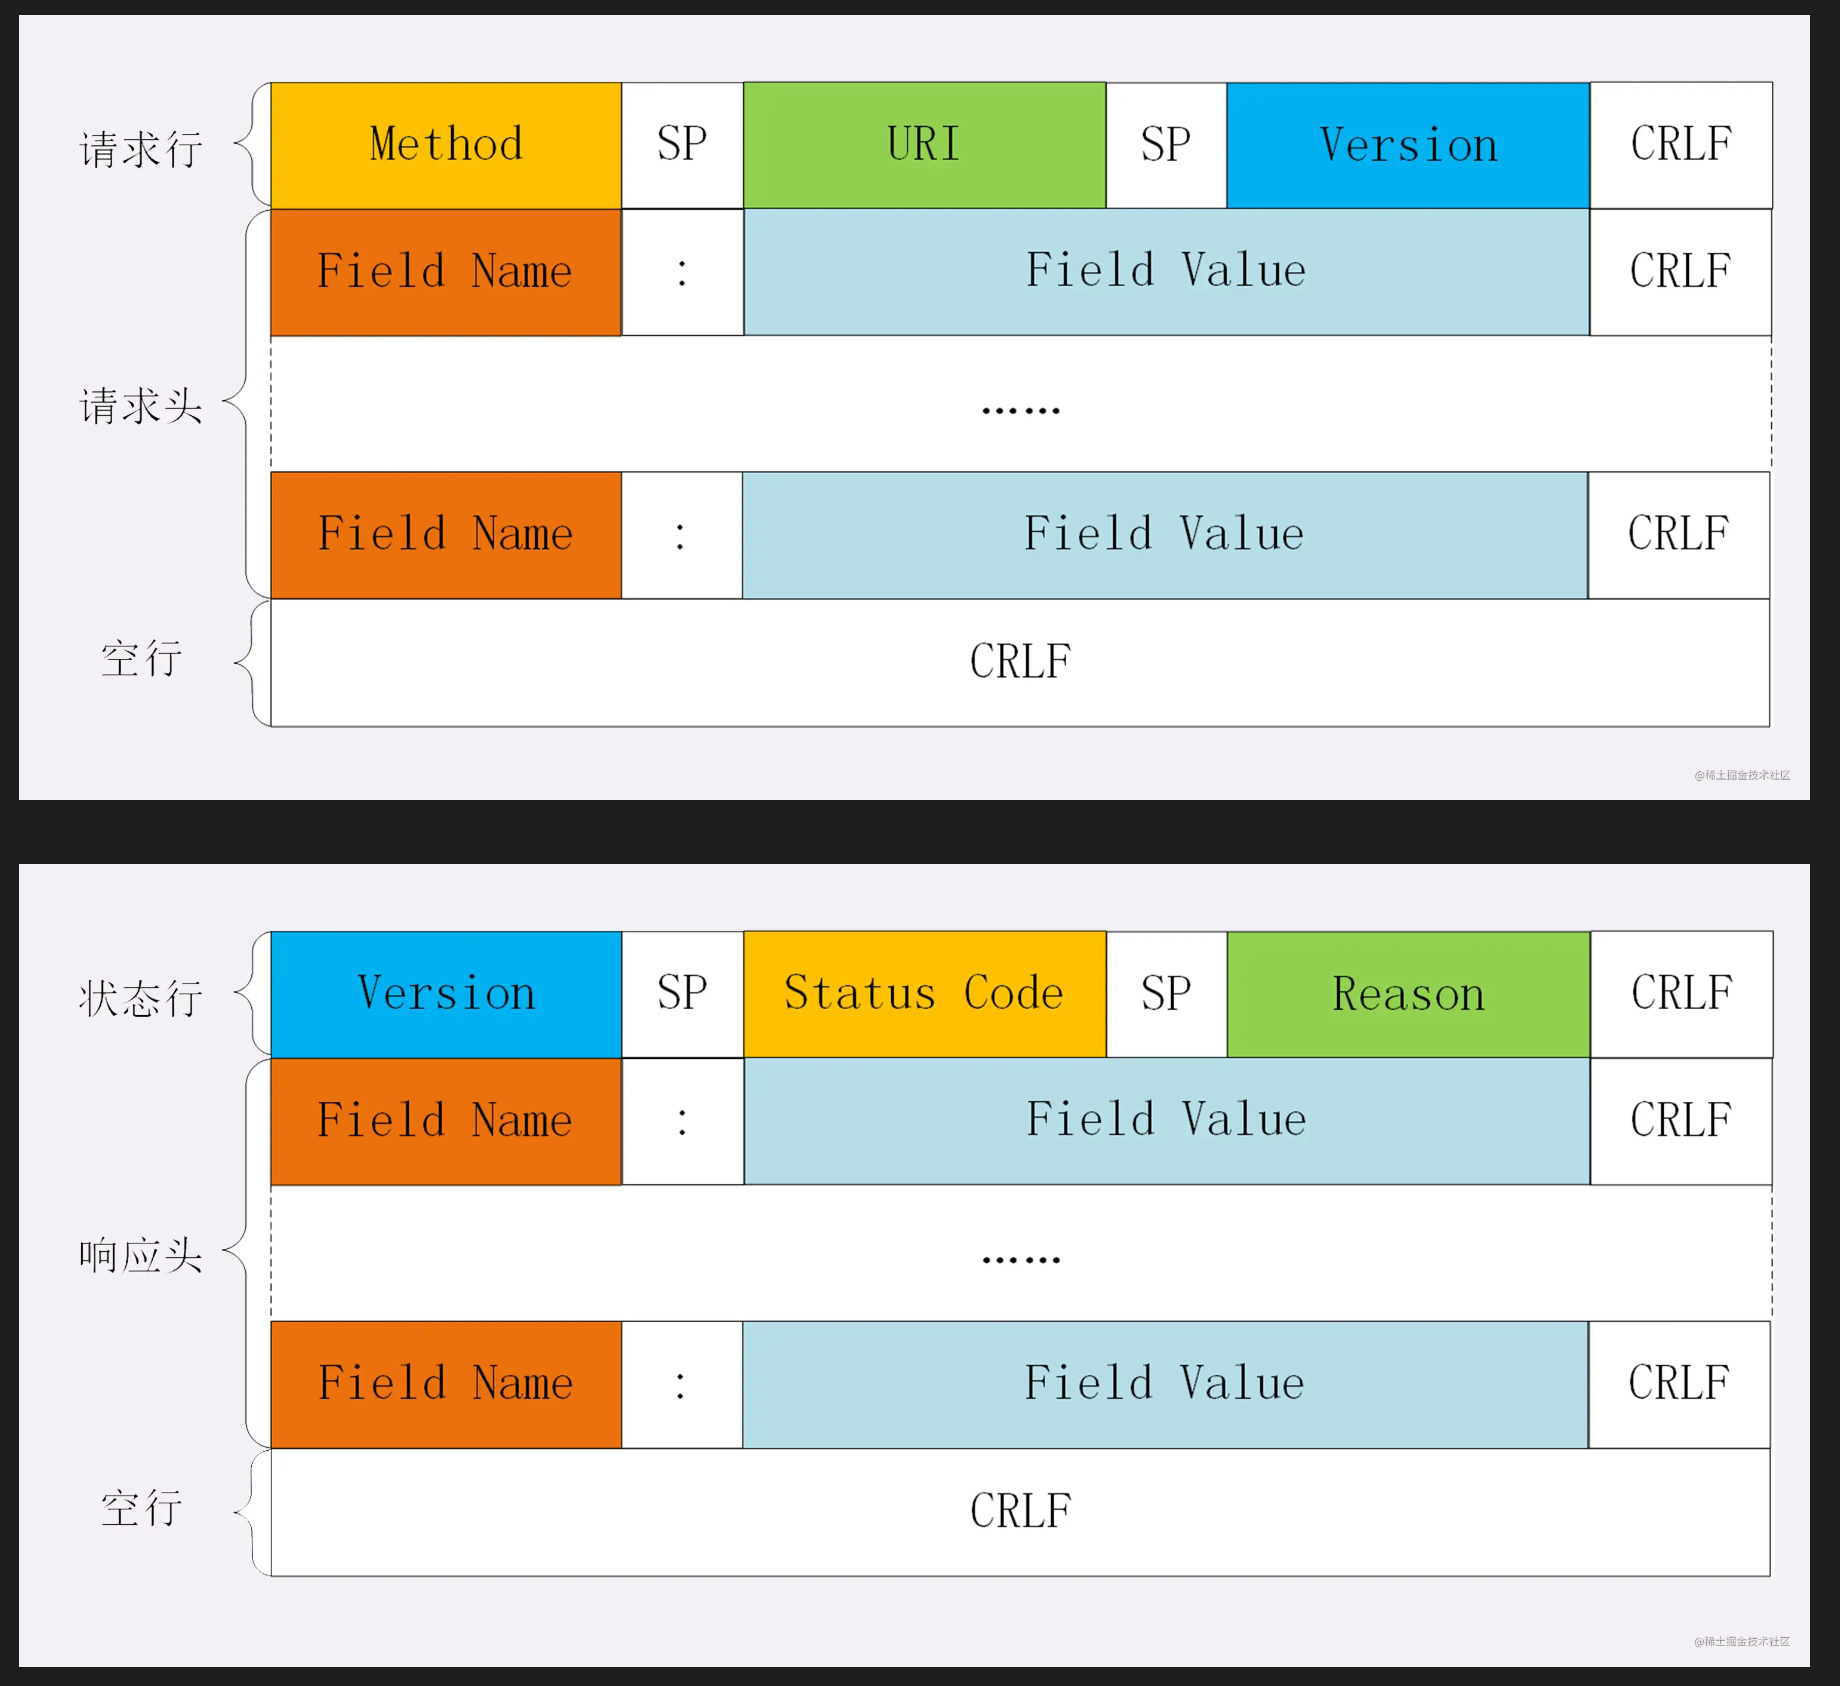 请求行 Method SP URI SP Version CRLF
Field Name : Field Value CRLF
请求头 ……
Field Name : Field Value CRLF
空行 CRLF
@稀土掘金技术社区
状态行 Version SP Status Code SP Reason CRLF
Field Name : Field Value CRLF
响应头 ……
Field Name : Field Value CRLF
空行 CRLF
@稀土掘金技术社区